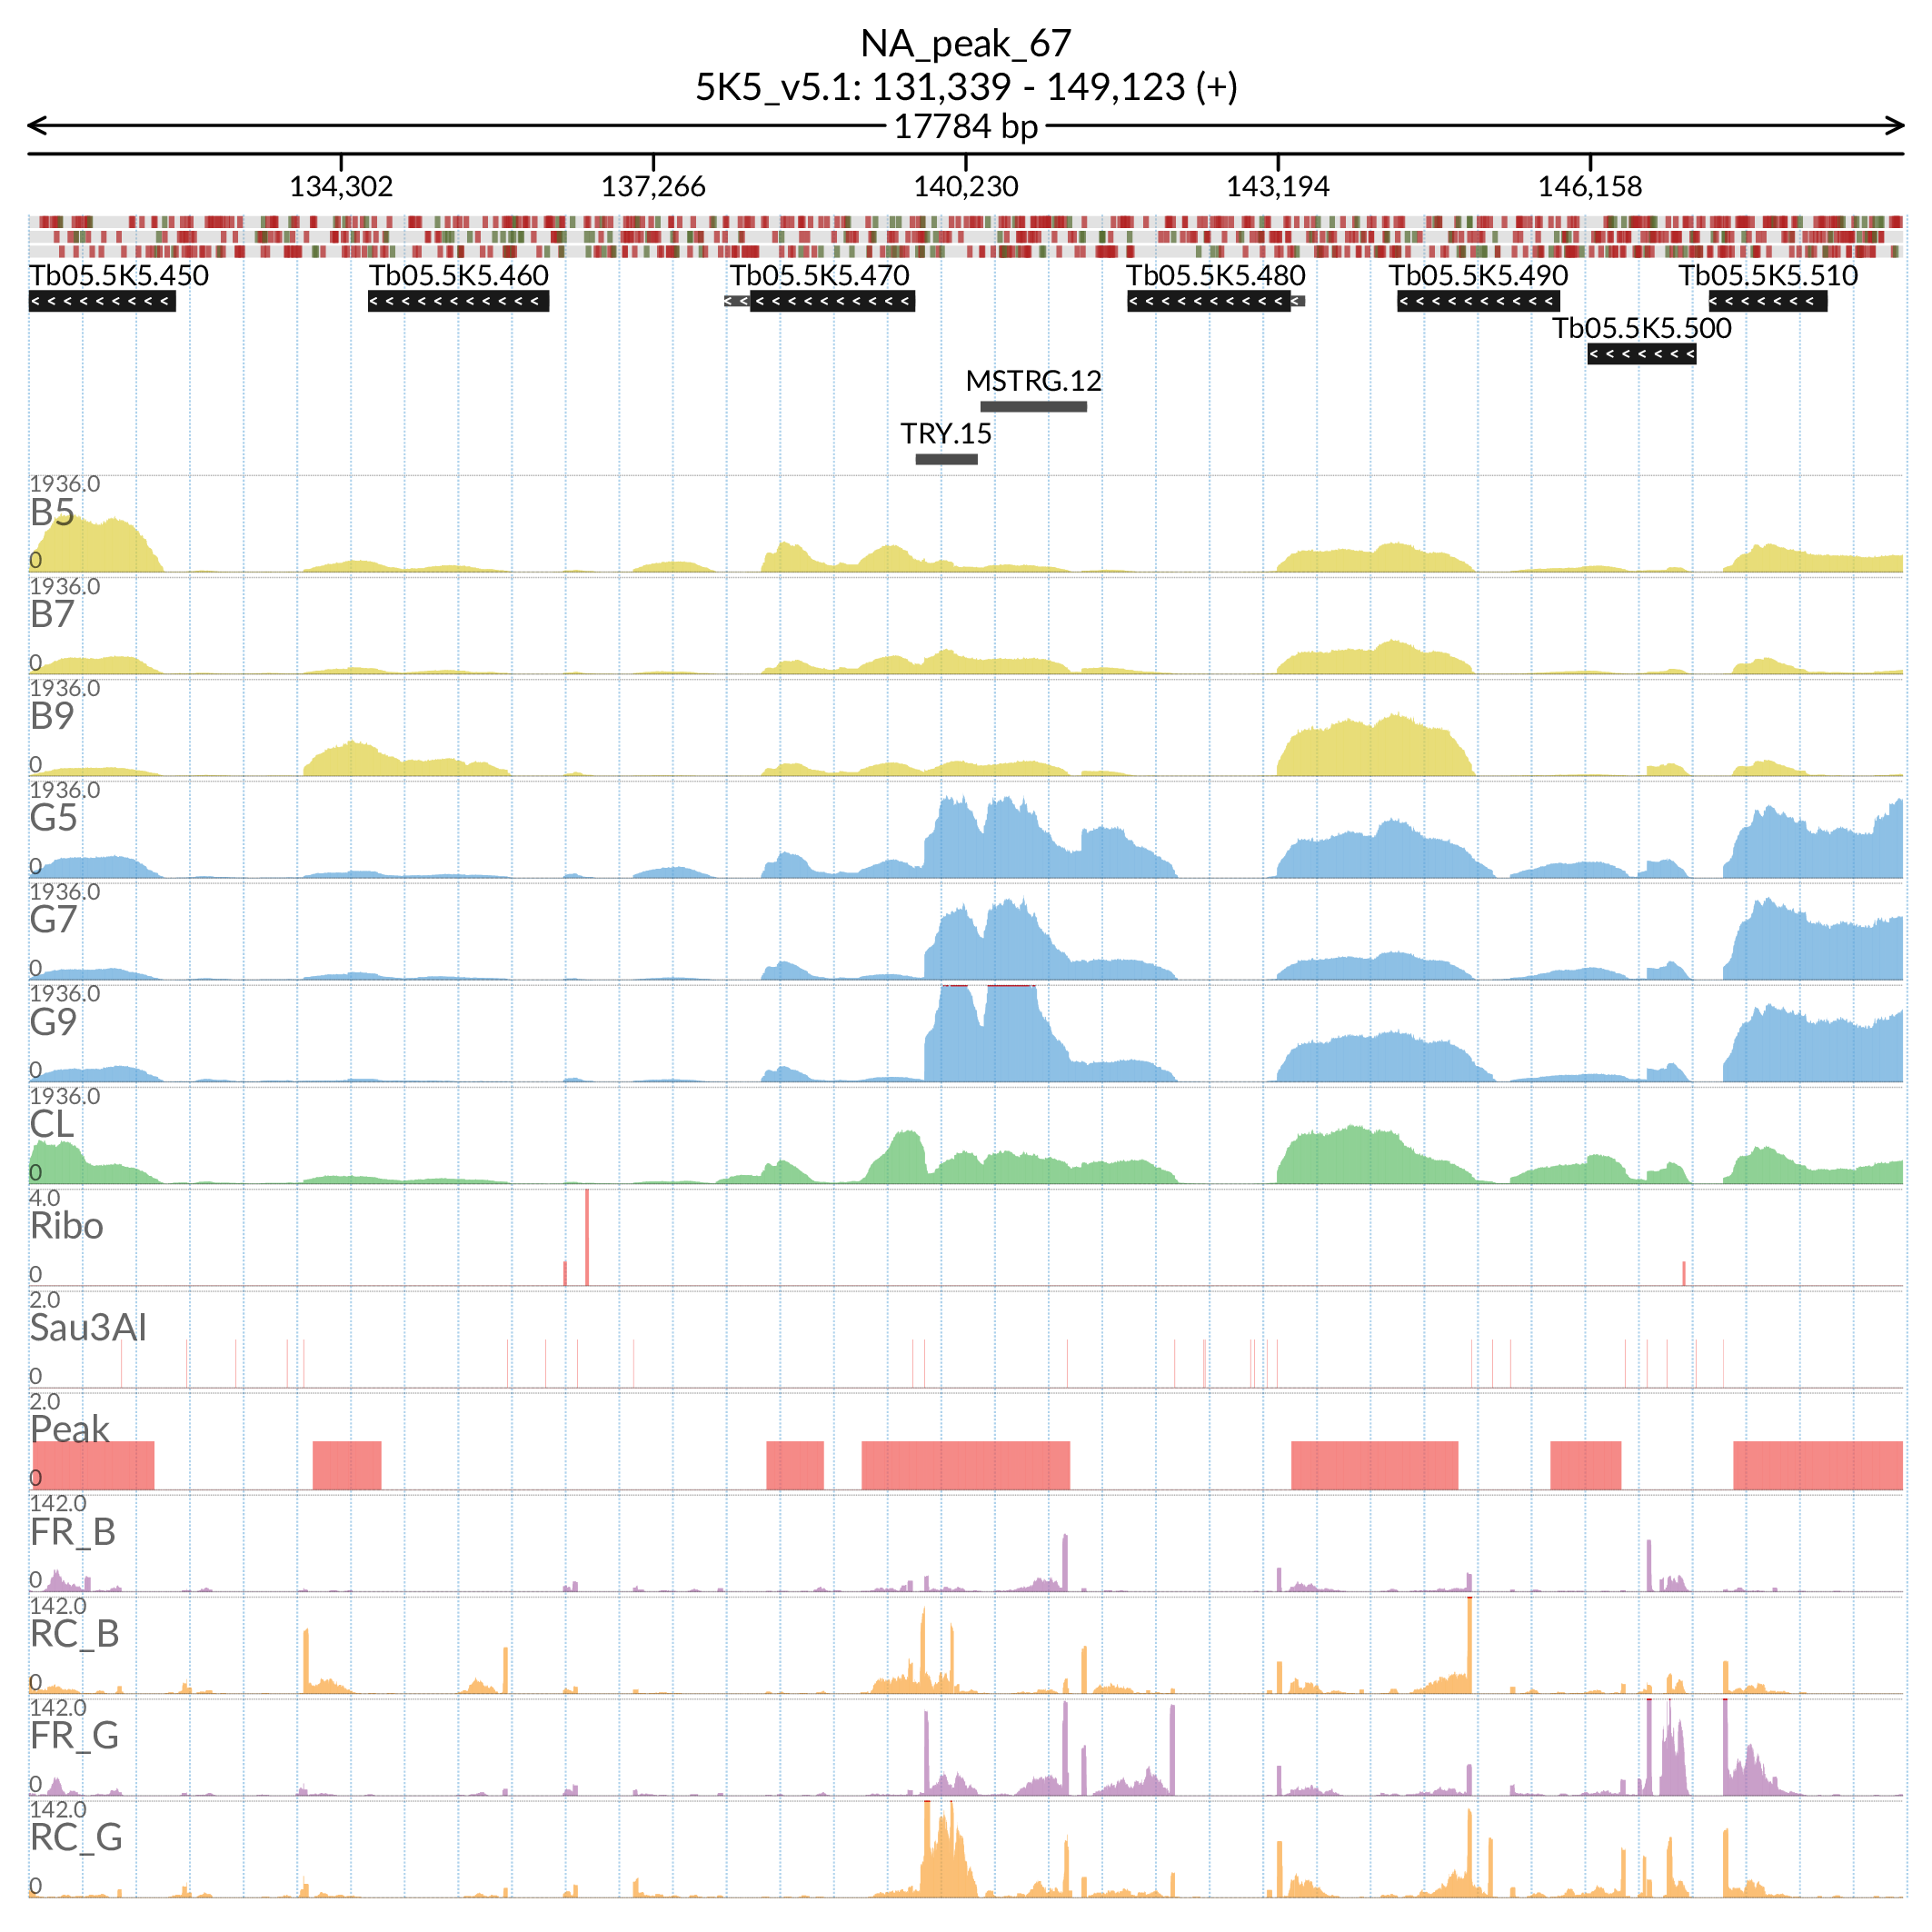 NA_peak_67
5K5_v5.1: 131,339 - 149,123 (+)
17784 bp
134,302 137,266 140,230 143,194 146,158
Tb05.5K5.450 Tb05.5K5.460 Tb05.5K5.470 Tb05.5K5.480 Tb05.5K5.490 Tb05.5K5.510
Tb05.5K5.500
MSTRG.12
TRY.15
1936.0
B5
0
1936.0
B7
0
1936.0
B9
0
1936.0
G5
0
1936.0
G7
0
1936.0
G9
0
1936.0
CL
0
4.0
Ribo
0
2.0
Sau3AI
0
2.0
Peak
0
142.0
FR_B
0
142.0
RC_B
0
142.0
FR_G
0
142.0
RC_G
0